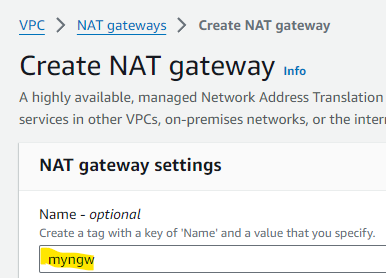 VPC > NAT gateways > Create NAT gateway
Create NAT gateway Info
A highly available, managed Network Address Translation
services in other VPCs, on-premises networks, or the inter
NAT gateway settings
Name - optional
Create a tag with a key of 'Name' and a value that you specify.
myngw